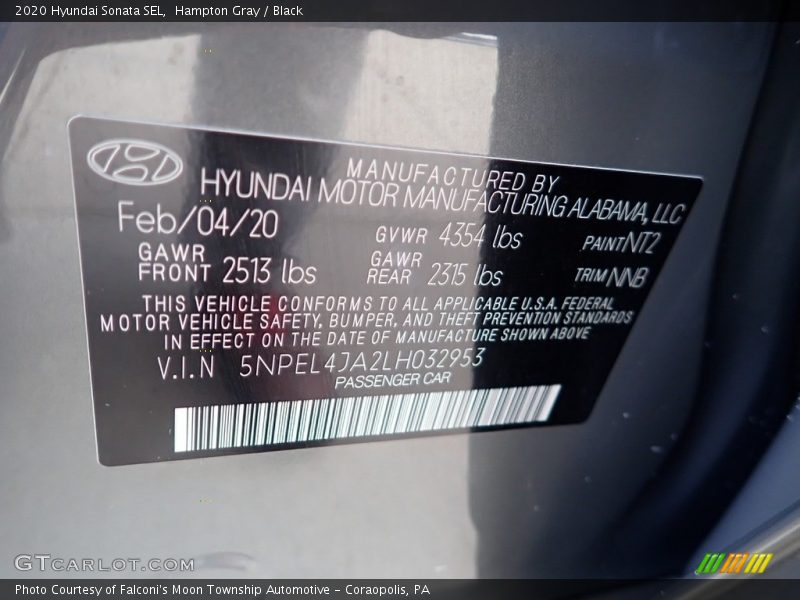 2020 Hyundai Sonata SEL, Hampton Gray / Black
MANUFACTURED BY
HYUNDAI MOTOR MANUFACTURING ALABAMA, LLC
Feb/04/20
GVWR 4354 lbs
PAINT NT2
GAWR FRONT 2513 lbs
GAWR REAR 2315 lbs
TRIM NNB
THIS VEHICLE CONFORMS TO ALL APPLICABLE U.S.A. FEDERAL
MOTOR VEHICLE SAFETY, BUMPER, AND THEFT PREVENTION STANDARDS
IN EFFECT ON THE DATE OF MANUFACTURE SHOWN ABOVE
V.I.N 5NPEL4JA2LH032953
PASSENGER CAR
GTCARLOT.COM
Photo Courtesy of Falconi's Moon Township Automotive – Coraopolis, PA